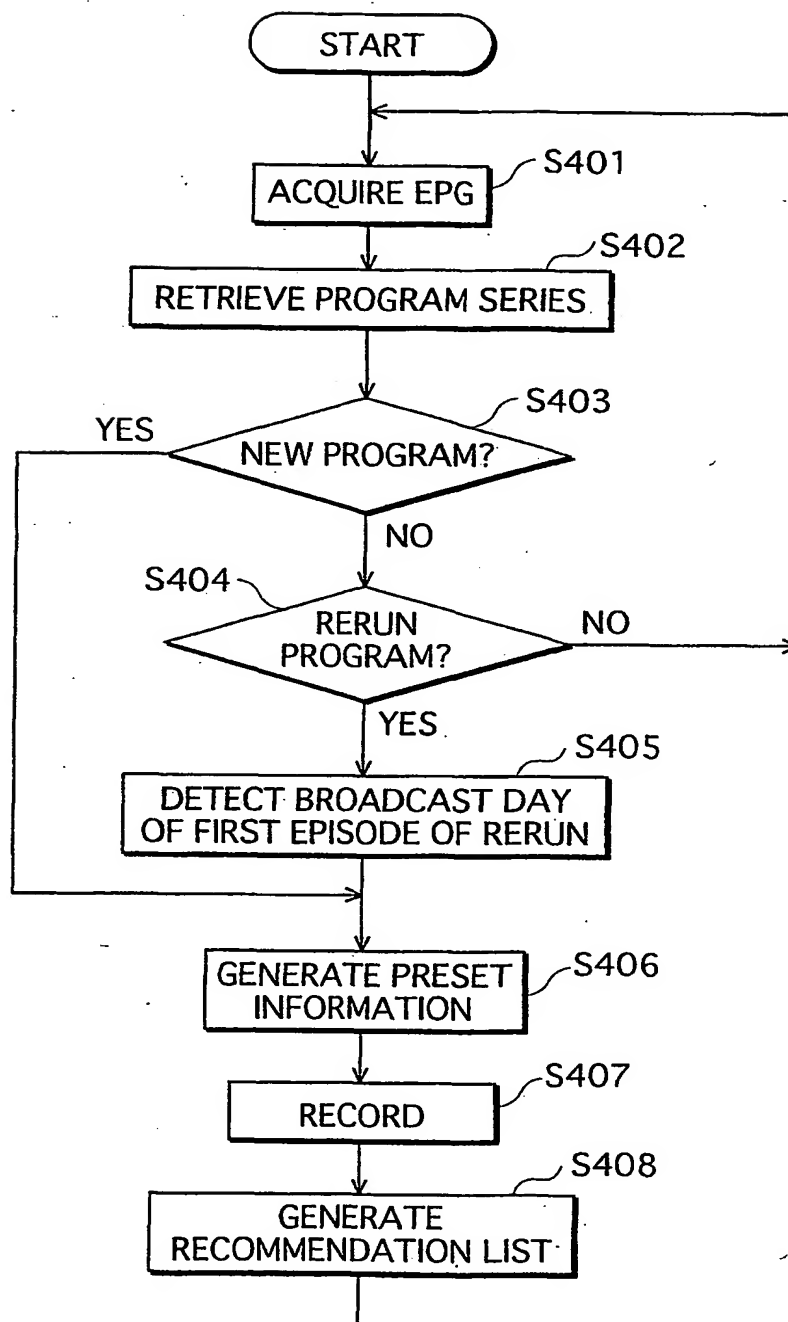 START
S401
ACQUIRE EPG
S402
RETRIEVE PROGRAM SERIES
S403
YES
NEW PROGRAM?
NO
S404
RERUN
PROGRAM?
NO
YES
S405
DETECT BROADCAST DAY
OF FIRST EPISODE OF RERUN
GENERATE PRESET
INFORMATION
S406
S407
RECORD
S408
GENERATE
RECOMMENDATION LIST